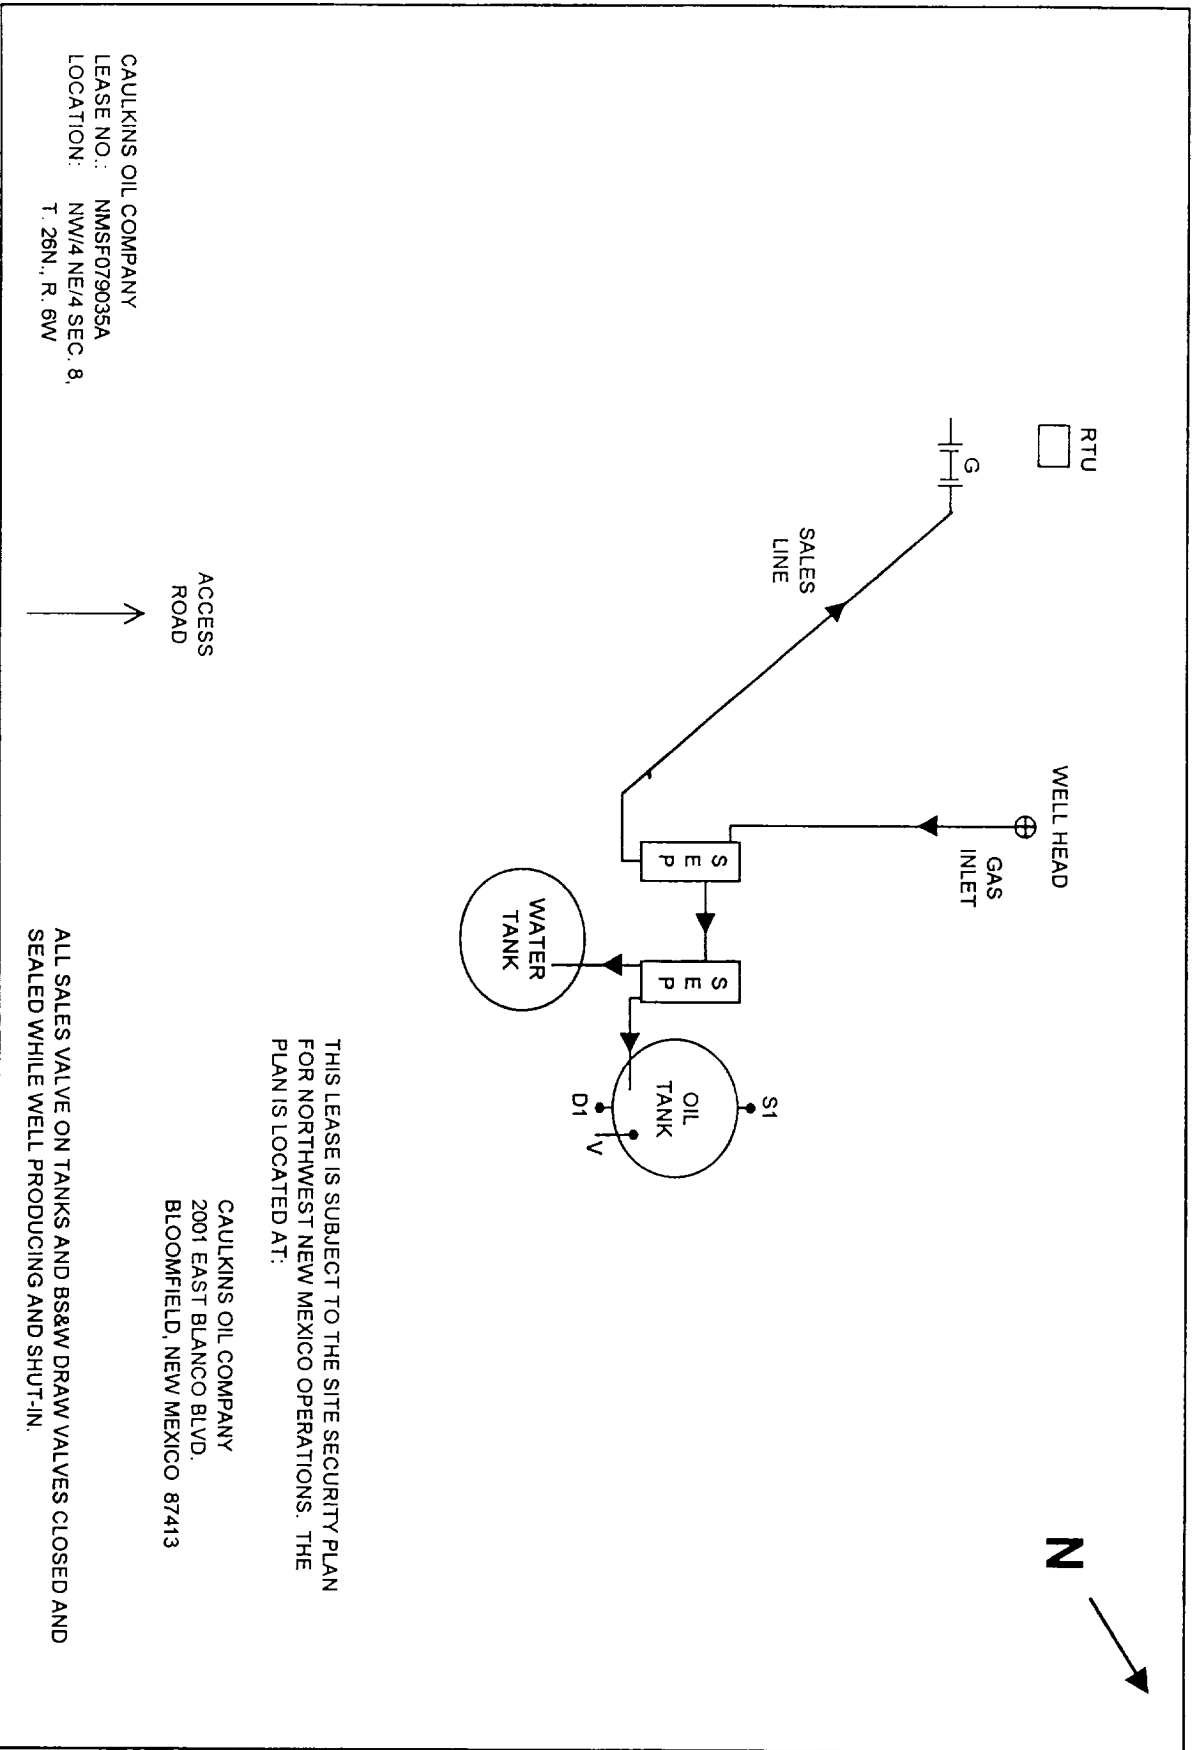 N
RTU
G
SALES
LINE
WELL HEAD
GAS
INLET
SEP
SEP
WATER
TANK
OIL
TANK
S1
D1
V
ACCESS
ROAD
THIS LEASE IS SUBJECT TO THE SITE SECURITY PLAN
FOR NORTHWEST NEW MEXICO OPERATIONS. THE
PLAN IS LOCATED AT:
CAULKINS OIL COMPANY
2001 EAST BLANCO BLVD.
BLOOMFIELD, NEW MEXICO 87413
CAULKINS OIL COMPANY
LEASE NO.: NMSF079035A
LOCATION: NW/4 NE/4 SEC. 8,
T. 26N., R. 6W
ALL SALES VALVE ON TANKS AND BS&W DRAW VALVES CLOSED AND
SEALED WHILE WELL PRODUCING AND SHUT-IN.